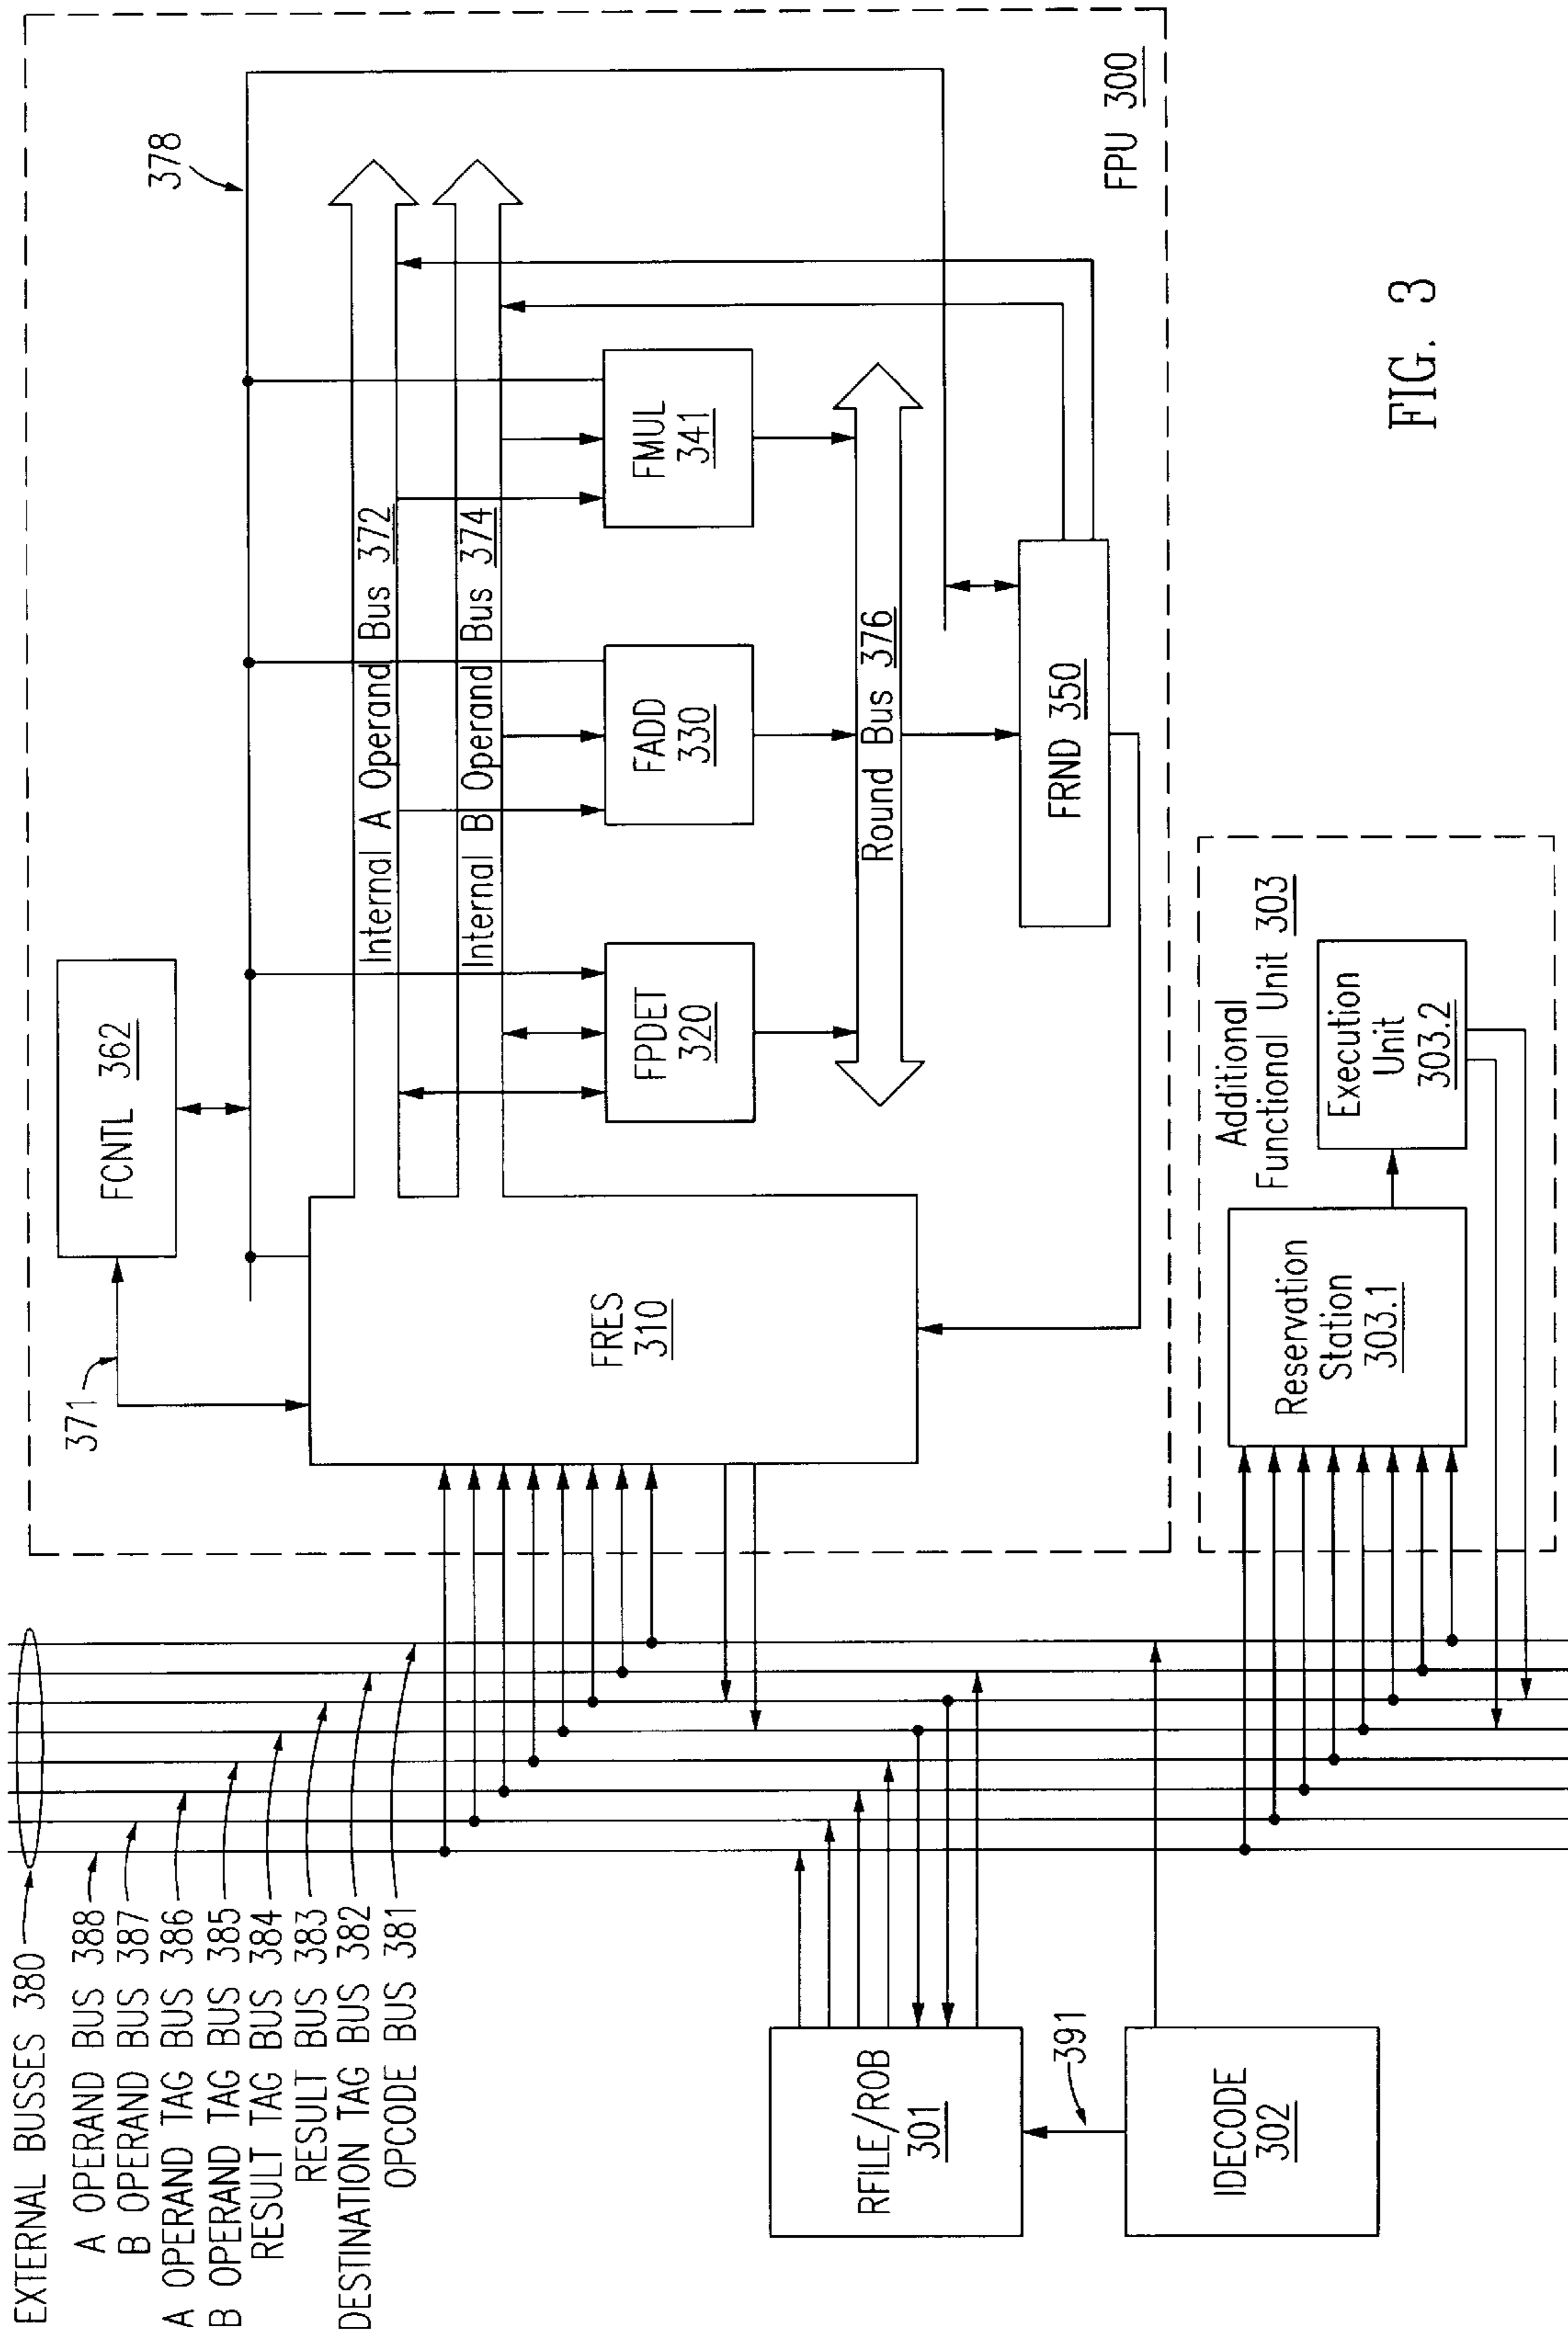 EXTERNAL BUSSES 380
A OPERAND BUS 388
B OPERAND BUS 387
A OPERAND TAG BUS 386
B OPERAND TAG BUS 385
RESULT TAG BUS 384
RESULT BUS 383
DESTINATION TAG BUS 382
OPCODE BUS 381
371
FCNTL 362
378
Internal A Operand Bus 372
Internal B Operand Bus 374
FRES
310
FPDET
320
FADD
330
FMUL
341
Round Bus 376
FRND 350
FPU 300
RFILE/ROB
301
391
IDECODE
302
Additional
Functional Unit 303
Reservation
Station
303.1
Execution
Unit
303.2
FIG. 3